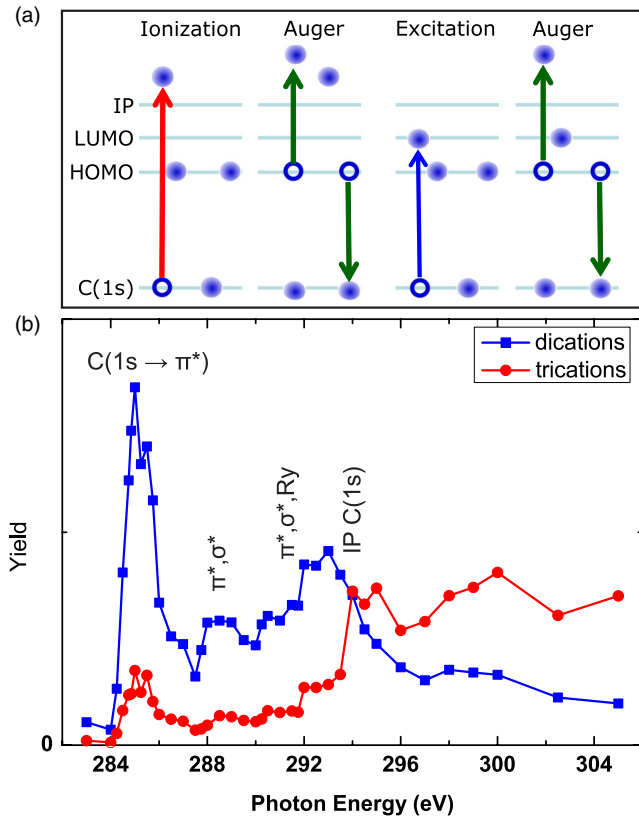 (a)
Ionization Auger Excitation Auger
IP
LUMO
HOMO
C(1s)
(b)
dications
trications
C(1s → π*)
π*,σ*
π*,σ*,Ry
IP C(1s)
Yield
0
284 288 292 296 300 304
Photon Energy (eV)